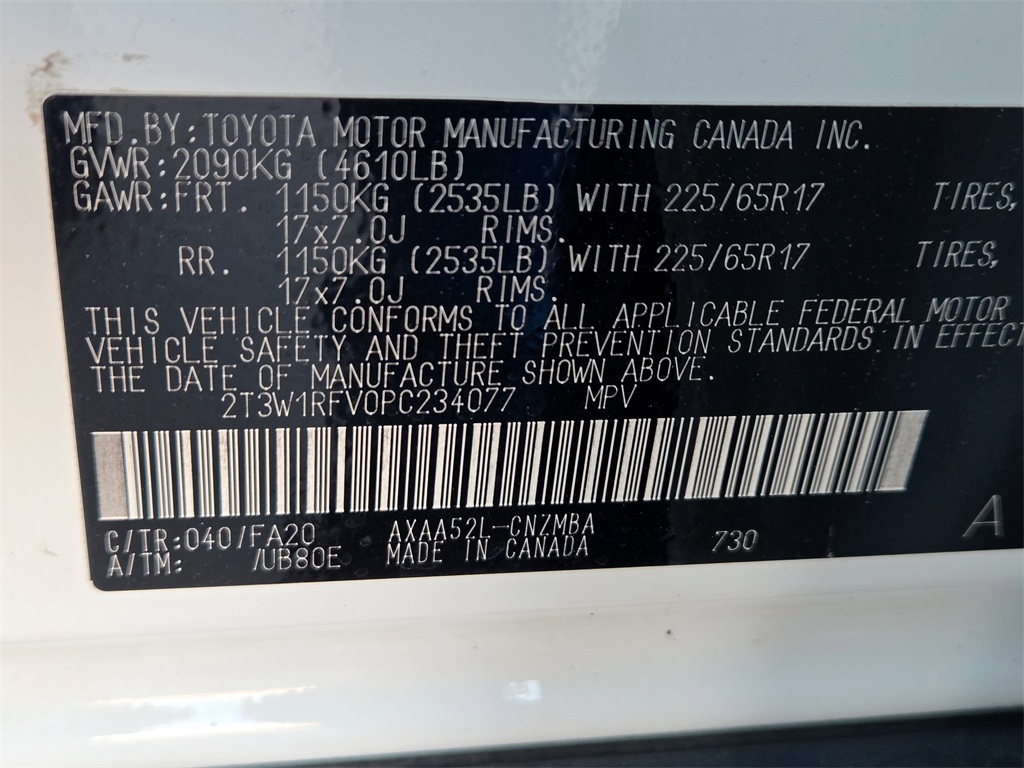 MFD.BY:TOYOTA MOTOR MANUFACTURING CANADA INC.
GVWR:2090KG (4610LB)
GAWR:FRT. 1150KG (2535LB) WITH 225/65R17 TIRES,
17x7.0J RIMS.
RR. 1150KG (2535LB) WITH 225/65R17 TIRES,
17x7.0J RIMS.
THIS VEHICLE CONFORMS TO ALL APPLICABLE FEDERAL MOTOR
VEHICLE SAFETY AND THEFT PREVENTION STANDARDS IN EFFECT
THE DATE OF MANUFACTURE SHOWN ABOVE.
2T3W1RFV0PC234077 MPV
C/TR:040/FA20 AXAA52L-CNZMBA
A/TM: /UB80E MADE IN CANADA 730 A